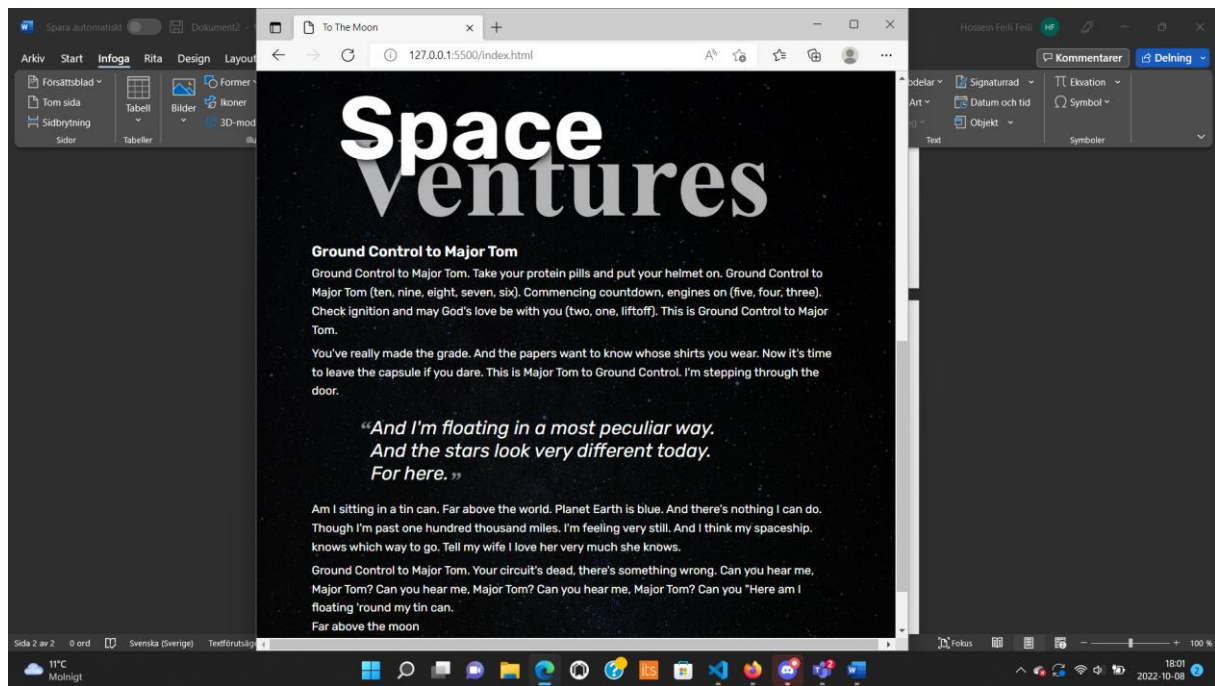 Spara automatiskt
Dokument2 -
To The Moon
Hossein Feili Feili
HF
127.0.0.1:5500/index.html
Arkiv Start Infoga Rita Design Layout
Kommentarer
Delning
Försättsblad
Tom sida
Sidbrytning
Sidor
Tabell
Tabeller
Bilder
Former
Ikoner
3D-mod
Illu
Signaturrad
Datum och tid
Objekt
Text
Ekvation
Symbol
Symboler
Space
Ventures
Ground Control to Major Tom
Ground Control to Major Tom. Take your protein pills and put your helmet on. Ground Control to
Major Tom (ten, nine, eight, seven, six). Commencing countdown, engines on (five, four, three).
Check ignition and may God's love be with you (two, one, liftoff). This is Ground Control to Major
Tom.
You've really made the grade. And the papers want to know whose shirts you wear. Now it's time
to leave the capsule if you dare. This is Major Tom to Ground Control. I'm stepping through the
door.
“And I'm floating in a most peculiar way.
And the stars look very different today.
For here.”
Am I sitting in a tin can. Far above the world. Planet Earth is blue. And there's nothing I can do.
Though I'm past one hundred thousand miles. I'm feeling very still. And I think my spaceship.
knows which way to go. Tell my wife I love her very much she knows.
Ground Control to Major Tom. Your circuit's dead, there's something wrong. Can you hear me,
Major Tom? Can you hear me, Major Tom? Can you hear me, Major Tom? Can you "Here am I
floating 'round my tin can.
Far above the moon
Sida 2 av 2 0 ord Svenska (Sverige) Textförutsäg
Fokus
100 %
11°C
Molnigt
its
18:01
2022-10-08
2